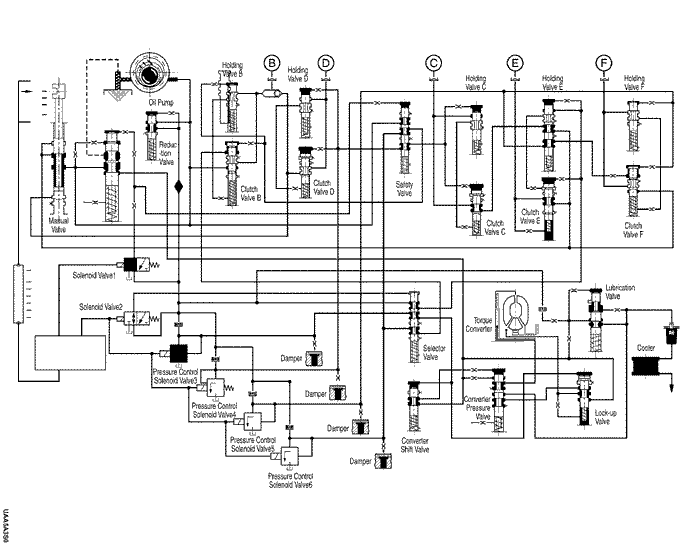 Holding
Valve B
B
Holding
Valve D
D
C
Holding
Valve C
E
Holding
Valve E
F
Holding
Valve F
Oil Pump
Reduc-
tion
Valve
Clutch
Valve B
Clutch
Valve D
Safety
Valve
Clutch
Valve C
Clutch
Valve E
Clutch
Valve F
Manual
Valve
Solenoid Valve1
Solenoid Valve2
Torque
Converter
Lubrication
Valve
Cooler
Selector
Valve
Damper
Pressure Control
Solenoid Valve3
Damper
Pressure Control
Solenoid Valve4
Damper
Pressure Control
Solenoid Valve5
Damper
Pressure Control
Solenoid Valve6
Converter
Shift Valve
Converter
Pressure
Valve
Lock-up
Valve